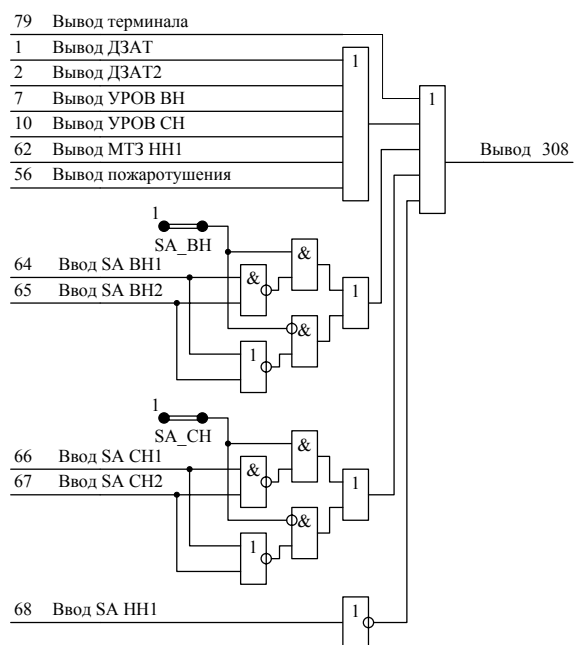 79 Вывод терминала
1 Вывод ДЗАТ
2 Вывод ДЗАТ2
7 Вывод УРОВ ВН
10 Вывод УРОВ СН
62 Вывод МТЗ НН1
56 Вывод пожаротушения
1
1
Вывод 308
1
SA_ВН
64 Ввод SA ВН1
65 Ввод SA ВН2
&
&
&
1
1
1
SA_СН
66 Ввод SA СН1
67 Ввод SA СН2
&
&
&
1
1
68 Ввод SA НН1
1